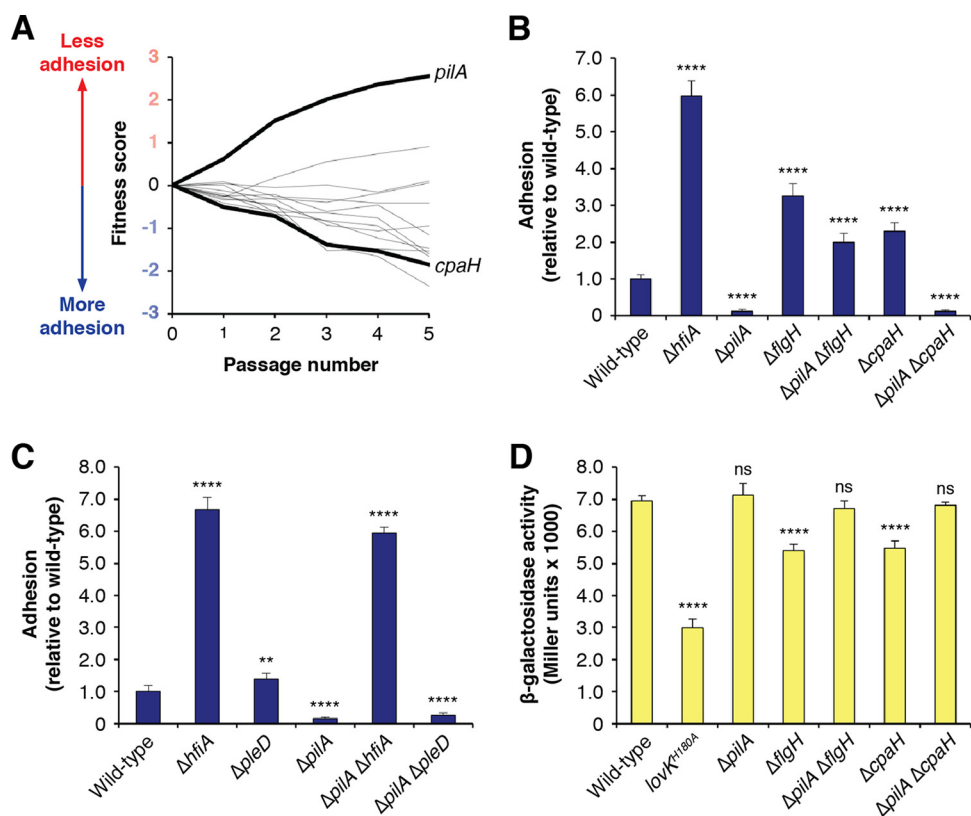 A
Less
adhesion
More
adhesion
Fitness score
3
2
1
0
-1
-2
-3
pilA
cpaH
0 1 2 3 4 5
Passage number
B
Adhesion
(relative to wild-type)
8.0
7.0
6.0
5.0
4.0
3.0
2.0
1.0
0
****
****
****
****
****
****
Wild-type
ΔhfiA
ΔpilA
ΔflgH
ΔpilA ΔflgH
ΔcpaH
ΔpilA ΔcpaH
C
Adhesion
(relative to wild-type)
8.0
7.0
6.0
5.0
4.0
3.0
2.0
1.0
0
****
**
****
****
****
Wild-type
ΔhfiA
ΔpleD
ΔpilA
ΔpilA ΔhfiA
ΔpilA ΔpleD
D
β-galactosidase activity
(Miller units x 1000)
8.0
7.0
6.0
5.0
4.0
3.0
2.0
1.0
0
****
ns
****
ns
****
ns
Wild-type
lovK^H180A
ΔpilA
ΔflgH
ΔpilA ΔflgH
ΔcpaH
ΔpilA ΔcpaH